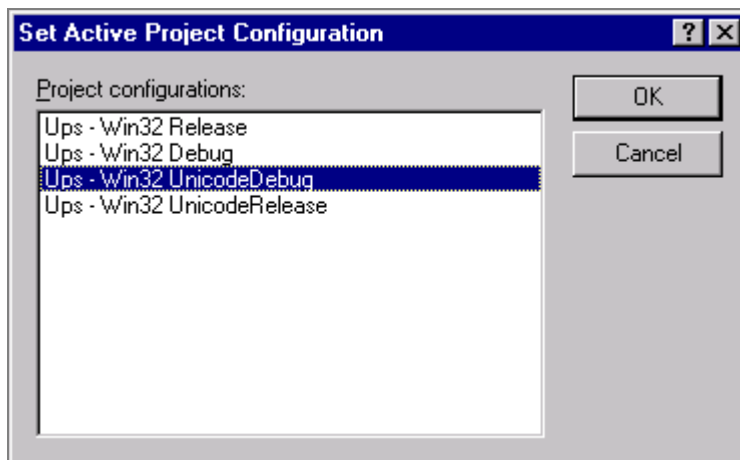 Set Active Project Configuration
Project configurations:
Ups - Win32 Release
Ups - Win32 Debug
Ups - Win32 UnicodeDebug
Ups - Win32 UnicodeRelease
OK
Cancel